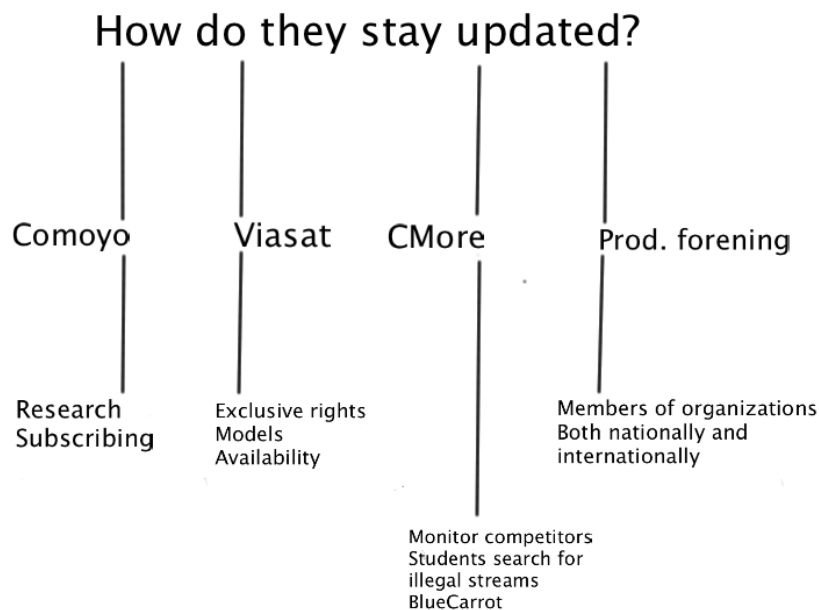 How do they stay updated?
Comoyo
Viasat
CMore
Prod. forening
Research
Subscribing
Exclusive rights
Models
Availability
Members of organizations
Both nationally and
internationally
Monitor competitors
Students search for
illegal streams
BlueCarrot